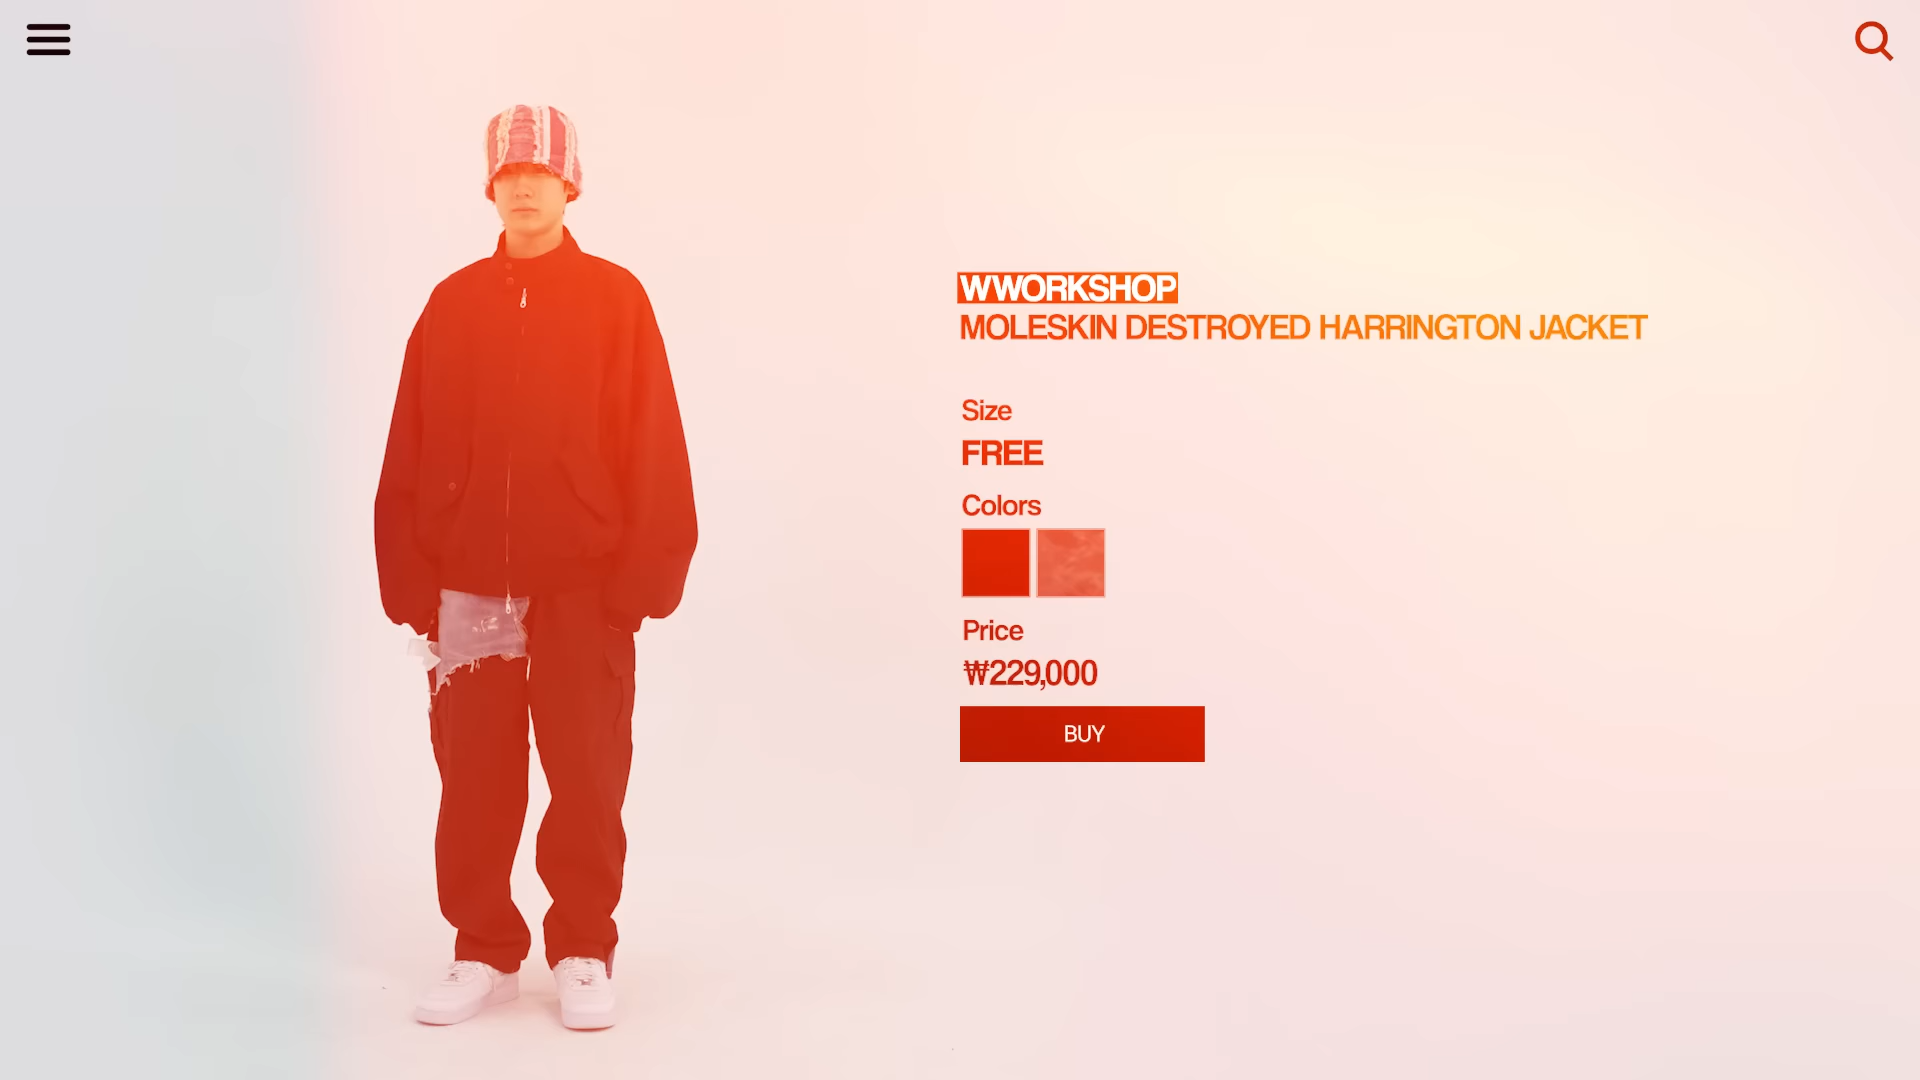 WWORKSHOP
MOLESKIN DESTROYED HARRINGTON JACKET
Size
FREE
Colors
Price
₩229,000
BUY